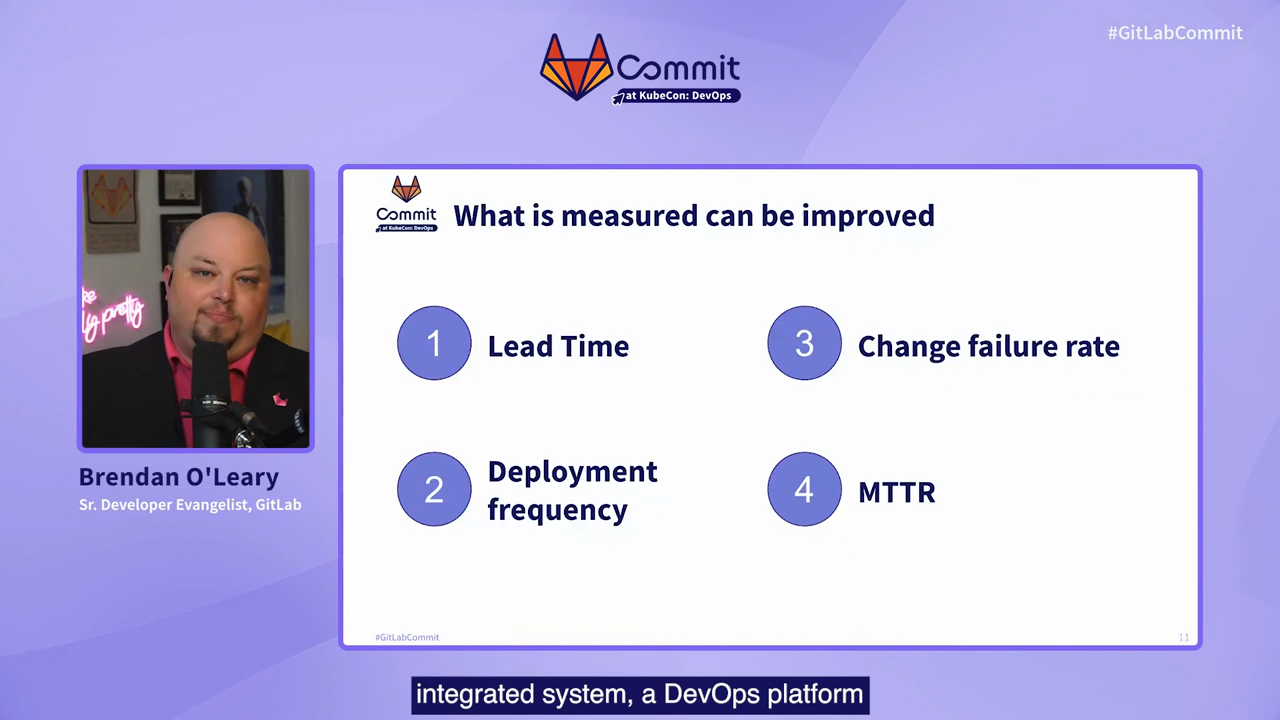 #GitLabCommit
Commit
at KubeCon: DevOps
Commit
at KubeCon: DevOps
What is measured can be improved
1
Lead Time
2
Deployment
frequency
3
Change failure rate
4
MTTR
#GitLabCommit
11
Brendan O'Leary
Sr. Developer Evangelist, GitLab
integrated system, a DevOps platform